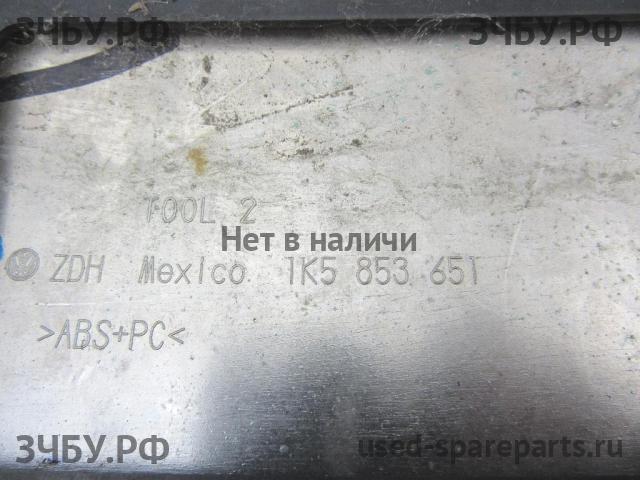 ЗЧБУ.РФ
ЗЧБУ.РФ
TOOL 2
Нет в наличии
ZDH Mexico 1K5 853 651
>ABS+PC<
ЗЧБУ.РФ
used-spareparts.ru